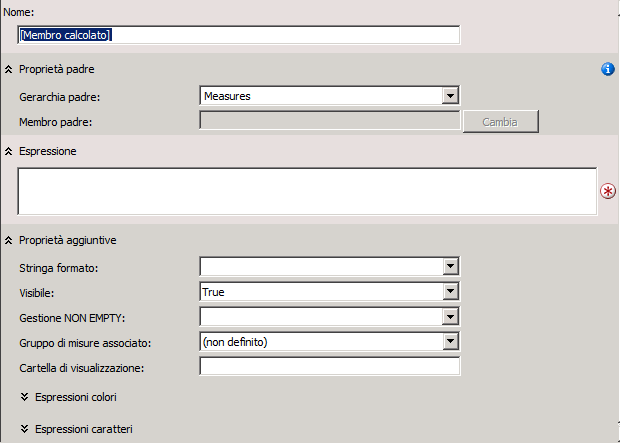 Nome:
[Membro calcolato]
Proprietà padre
Gerarchia padre: Measures
Membro padre: Cambia
Espressione
Proprietà aggiuntive
Stringa formato:
Visibile: True
Gestione NON EMPTY:
Gruppo di misure associato: (non definito)
Cartella di visualizzazione:
Espressioni colori
Espressioni caratteri